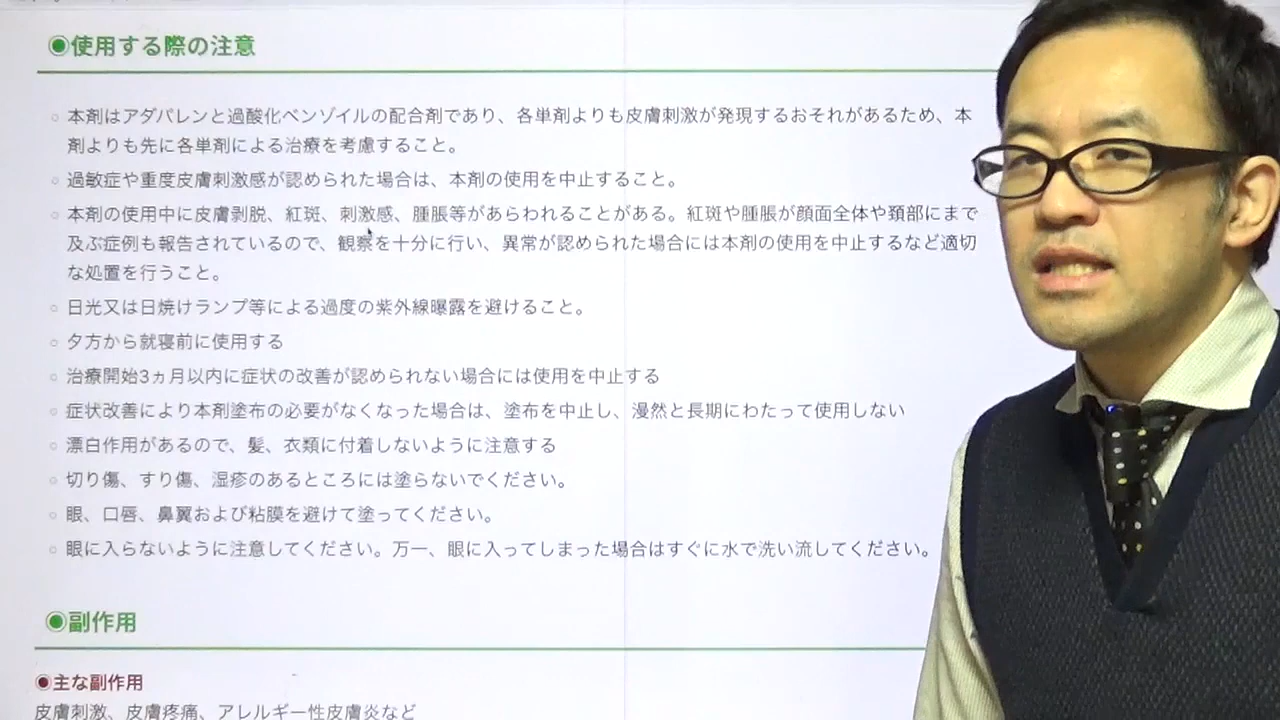 ◉使用する際の注意
○ 本剤はアダパレンと過酸化ベンゾイルの配合剤であり、各単剤よりも皮膚刺激が発現するおそれがあるため、本
剤よりも先に各単剤による治療を考慮すること。
○ 過敏症や重度皮膚刺激感が認められた場合は、本剤の使用を中止すること。
○ 本剤の使用中に皮膚剥脱、紅斑、刺激感、腫脹等があらわれることがある。紅斑や腫脹が顔面全体や頚部にまで
及ぶ症例も報告されているので、観察を十分に行い、異常が認められた場合には本剤の使用を中止するなど適切
な処置を行うこと。
○ 日光又は日焼けランプ等による過度の紫外線曝露を避けること。
○ 夕方から就寝前に使用する
○ 治療開始3ヵ月以内に症状の改善が認められない場合には使用を中止する
○ 症状改善により本剤塗布の必要がなくなった場合は、塗布を中止し、漫然と長期にわたって使用しない
○ 漂白作用があるので、髪、衣類に付着しないように注意する
○ 切り傷、すり傷、湿疹のあるところには塗らないでください。
○ 眼、口唇、鼻翼および粘膜を避けて塗ってください。
○ 眼に入らないように注意してください。万一、眼に入ってしまった場合はすぐに水で洗い流してください。
◉副作用
◉主な副作用
皮膚刺激、皮膚疼痛、アレルギー性皮膚炎など